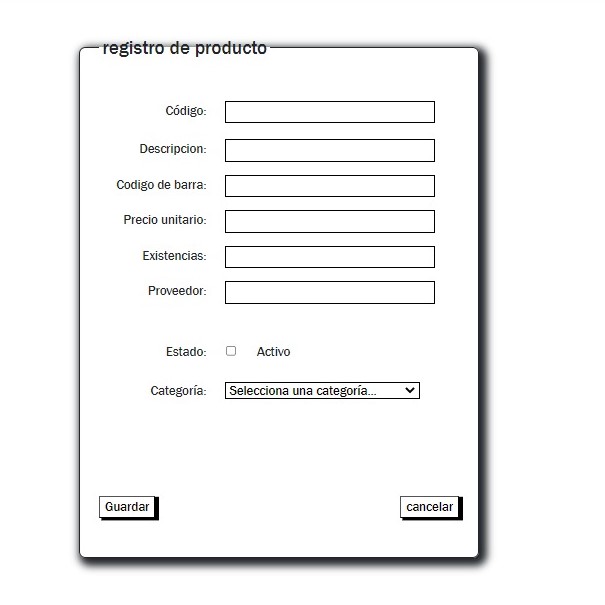 registro de producto
Código:
Descripcion:
Codigo de barra:
Precio unitario:
Existencias:
Proveedor:
Estado: Activo
Categoría: Selecciona una categoría...
Guardar cancelar